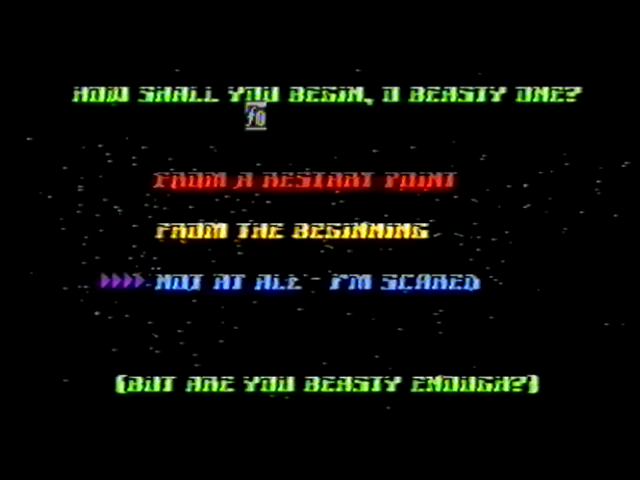 HOW SHALL YOU BEGIN, O BEASTY ONE?
fo
FROM A RESTART POINT
FROM THE BEGINNING
NOT AT ALL - I'M SCARED
(BUT ARE YOU BEASTY ENOUGH?)